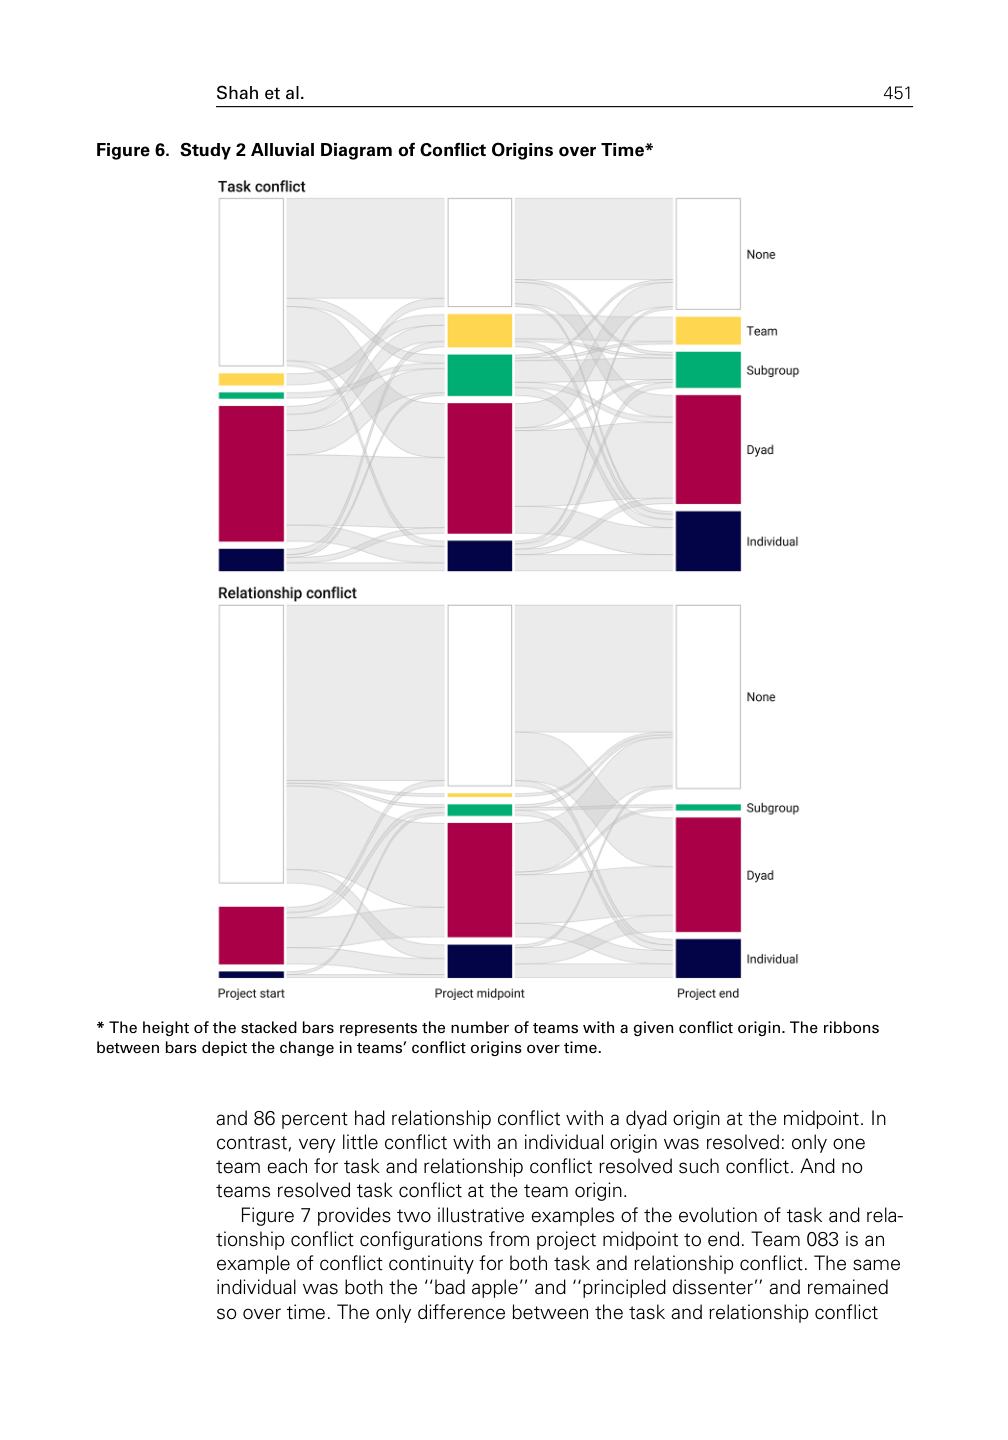 Shah et al. 451
Figure 6. Study 2 Alluvial Diagram of Conflict Origins over Time*
Task conflict
None
Team
Subgroup
Dyad
Individual
Relationship conflict
None
Subgroup
Dyad
Individual
Project start Project midpoint Project end
* The height of the stacked bars represents the number of teams with a given conflict origin. The ribbons
between bars depict the change in teams’ conflict origins over time.
and 86 percent had relationship conflict with a dyad origin at the midpoint. In
contrast, very little conflict with an individual origin was resolved: only one
team each for task and relationship conflict resolved such conflict. And no
teams resolved task conflict at the team origin.
Figure 7 provides two illustrative examples of the evolution of task and rela-
tionship conflict configurations from project midpoint to end. Team 083 is an
example of conflict continuity for both task and relationship conflict. The same
individual was both the ‘‘bad apple’’ and ‘‘principled dissenter’’ and remained
so over time. The only difference between the task and relationship conflict